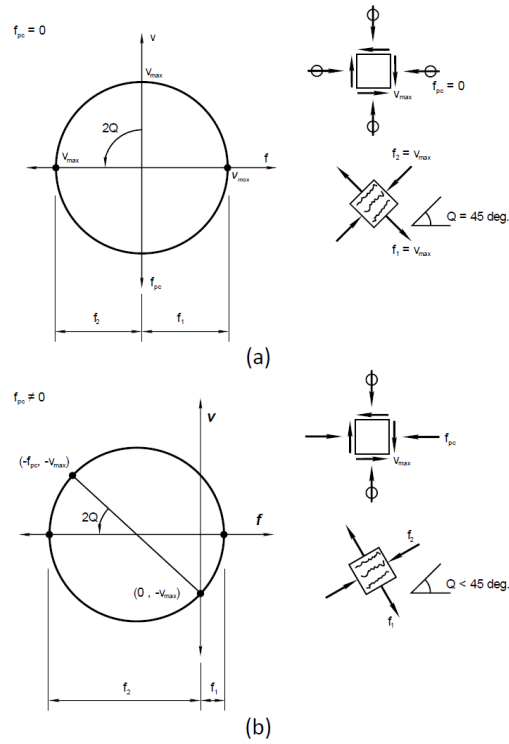 f_pc = 0
v
v_max
2Q
v_max
f
v_max
f_pc
f_2
f_1
f_pc = 0
v_max
f_2 = v_max
Q = 45 deg.
f_1 = v_max
(a)
f_pc ≠ 0
v
(-f_pc, -v_max)
2Q
f
(0 , -v_max)
f_2
f_1
f_pc
v_max
f_2
Q < 45 deg.
f_1
(b)